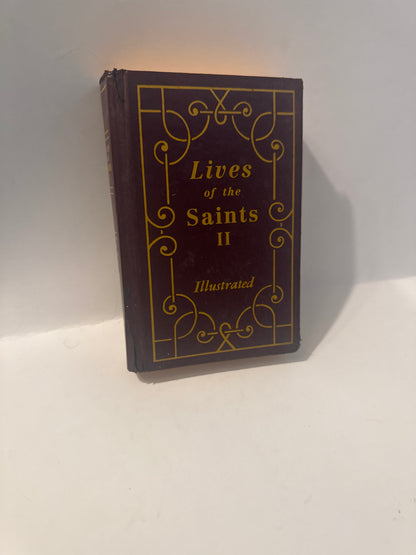 Lives
of the
Saints
II
Illustrated